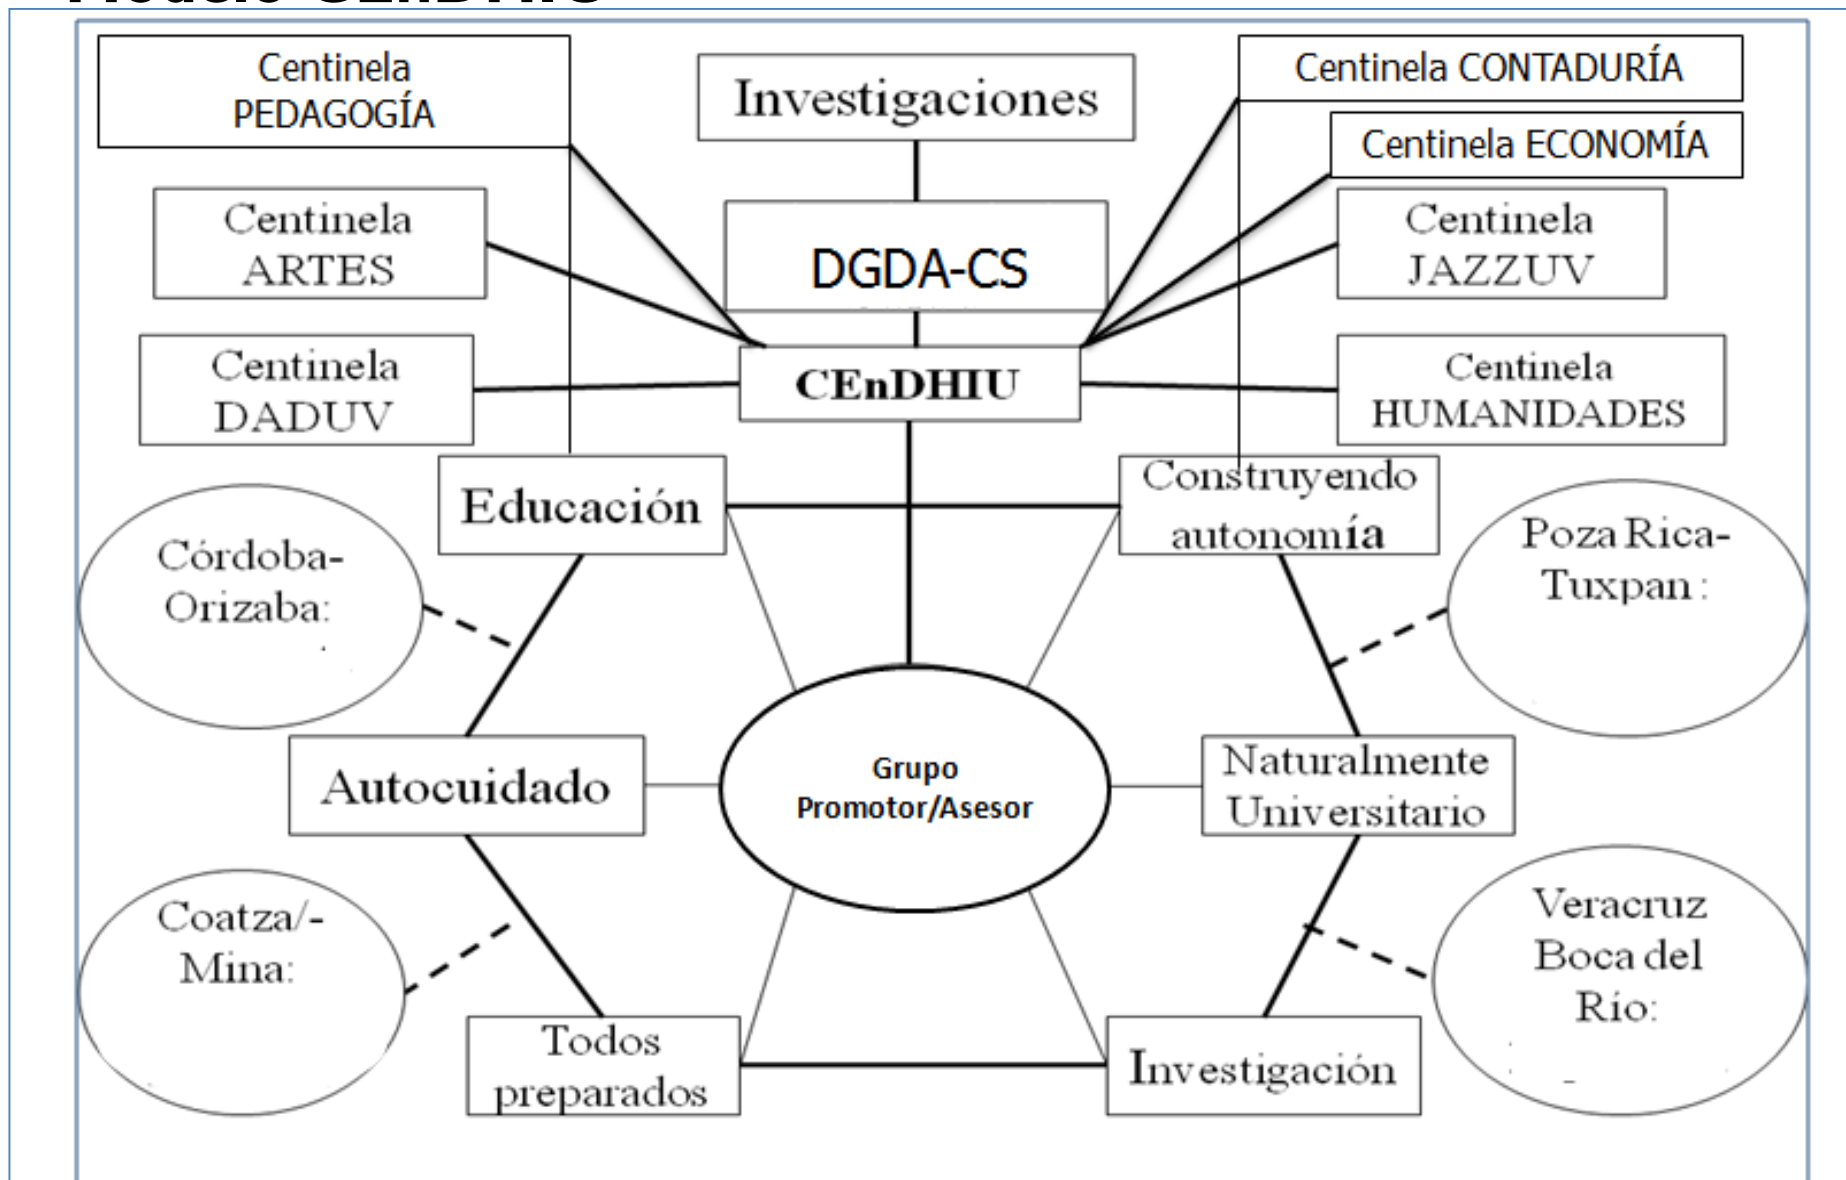 Modelo CEnDHIU
Centinela
PEDAGOGÍA
Investigaciones
Centinela CONTADURÍA
Centinela ECONOMÍA
Centinela
ARTES
DGDA-CS
Centinela
JAZZUV
Centinela
DADUV
CEnDHIU
Centinela
HUMANIDADES
Educación
Construyendo
autonomía
Córdoba-
Orizaba:
Poza Rica-
Tuxpan :
Autocuidado
Grupo
Promotor/Asesor
Naturalmente
Universitario
Coatza/-
Mina:
Veracruz
Boca del
Río:
Todos
preparados
Investigación